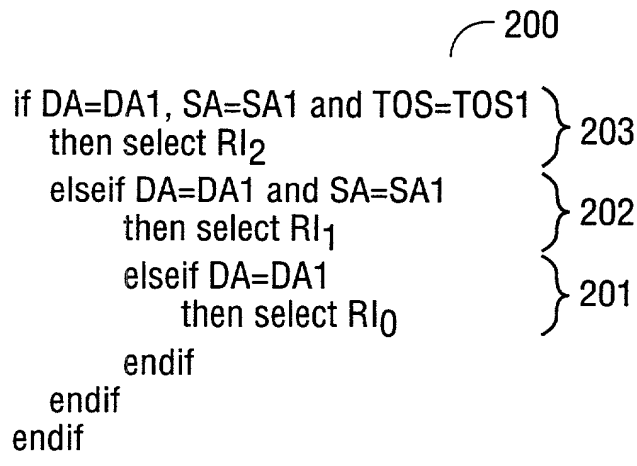 200
if DA=DA1, SA=SA1 and TOS=TOS1
then select RI2
203
elseif DA=DA1 and SA=SA1
then select RI1
202
elseif DA=DA1
then select RI0
201
endif
endif
endif